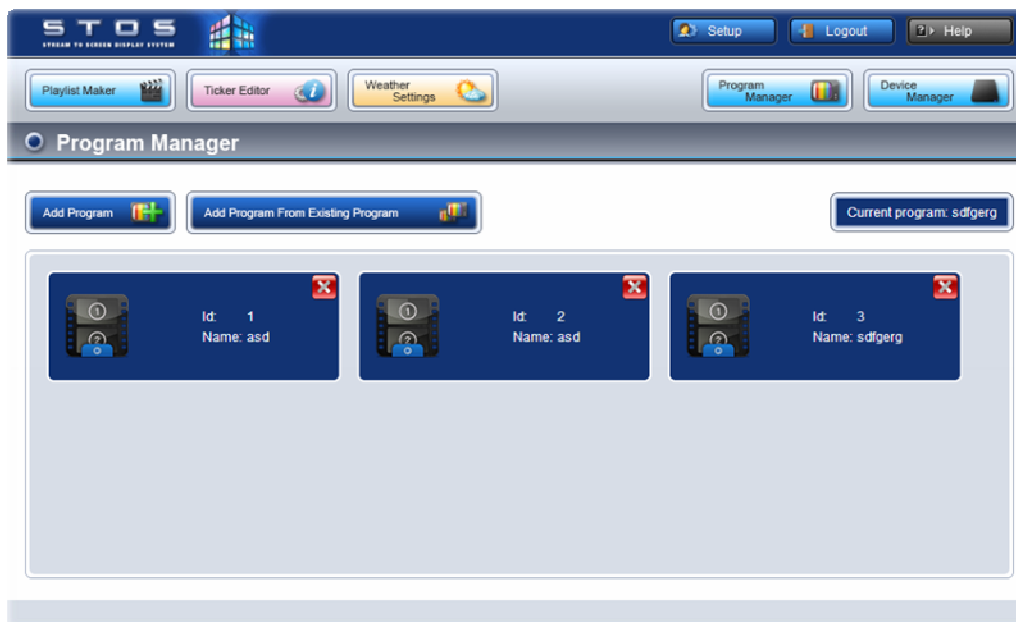 STOS
STREAM TO SCREEN DISPLAY SYSTEM
Setup
Logout
Help
Playlist Maker
Ticker Editor
Weather
Settings
Program
Manager
Device
Manager
Program Manager
Add Program
Add Program From Existing Program
Current program: sdfgerg
Id: 1
Name: asd
Id: 2
Name: asd
Id: 3
Name: sdfgerg